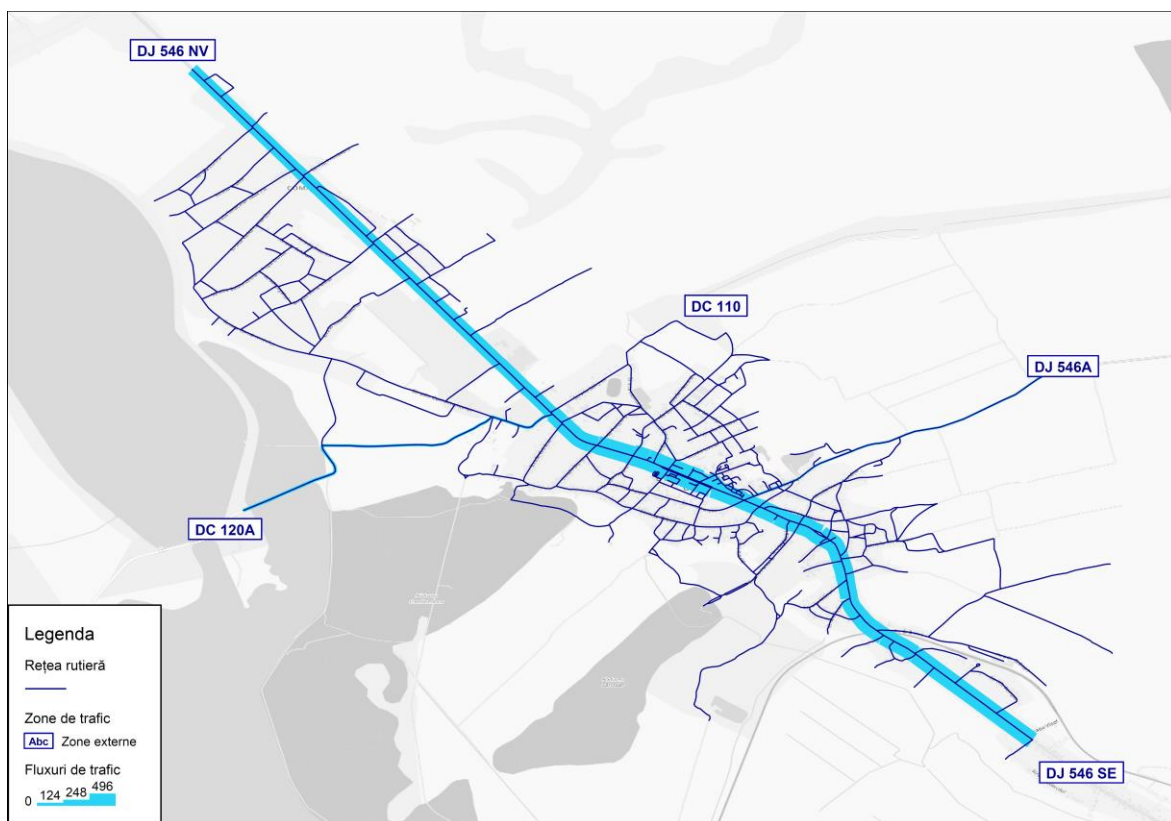 DJ 546 NV
COM
DC 110
DJ 546A
DC 120A
DJ 546 SE
Legenda
Rețea rutieră
Zone de trafic
Abc Zone externe
Fluxuri de trafic
0 124 248 496